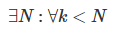 ∃N : ∀k < N